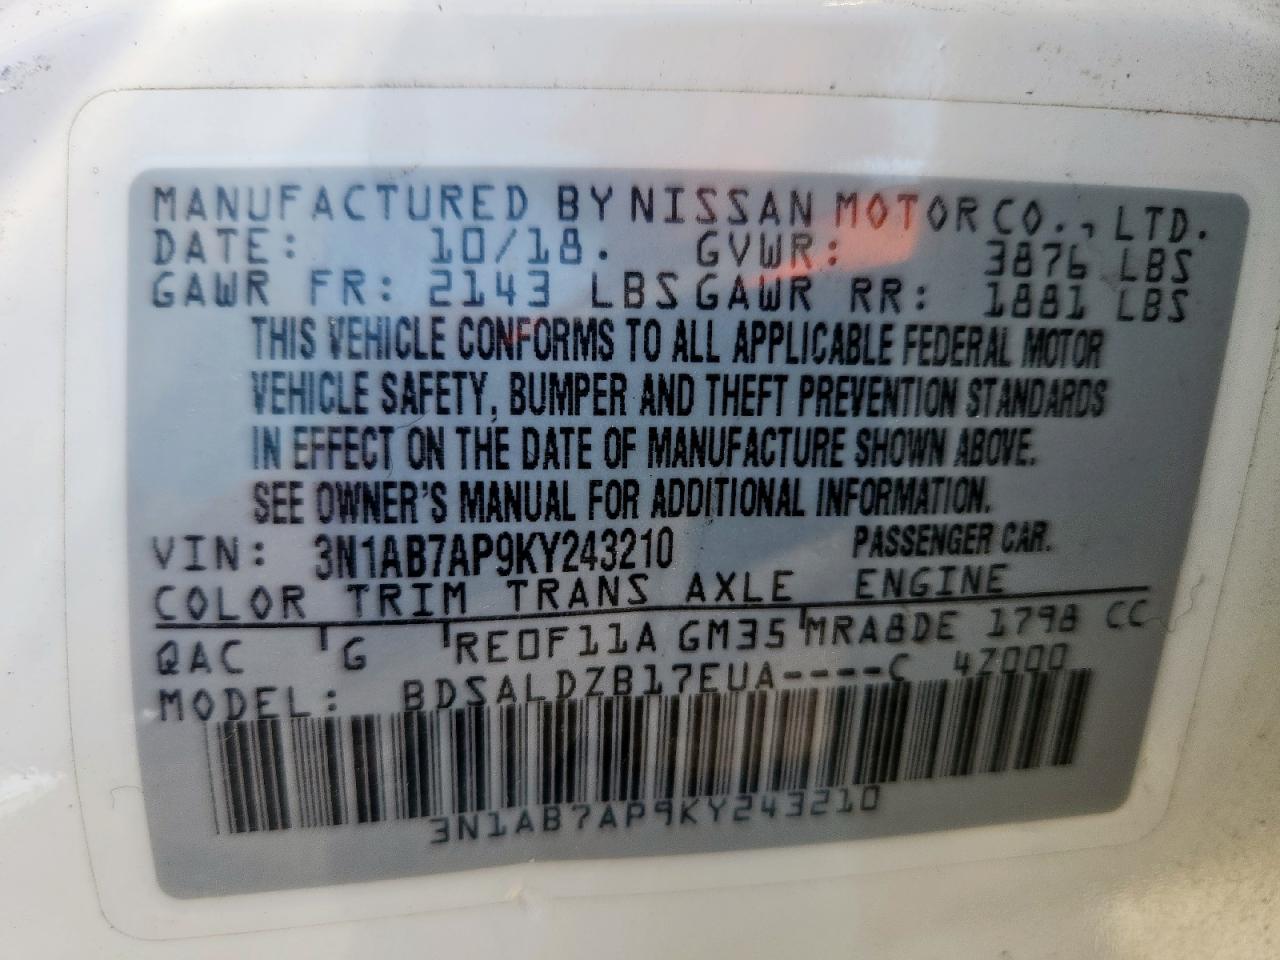 MANUFACTURED BY NISSAN MOTOR CO., LTD.
DATE: 10/18. GVWR: 3876 LBS
GAWR FR: 2143 LBS GAWR RR: 1881 LBS
THIS VEHICLE CONFORMS TO ALL APPLICABLE FEDERAL MOTOR
VEHICLE SAFETY, BUMPER AND THEFT PREVENTION STANDARDS
IN EFFECT ON THE DATE OF MANUFACTURE SHOWN ABOVE.
SEE OWNER'S MANUAL FOR ADDITIONAL INFORMATION.
VIN: 3N1AB7AP9KY243210 PASSENGER CAR.
COLOR TRIM TRANS AXLE ENGINE
QAC G RE0F11A GM35 MRA8DE 1798 CC
MODEL: BDSALDZB17EUA----C 4Z000
3N1AB7AP9KY243210